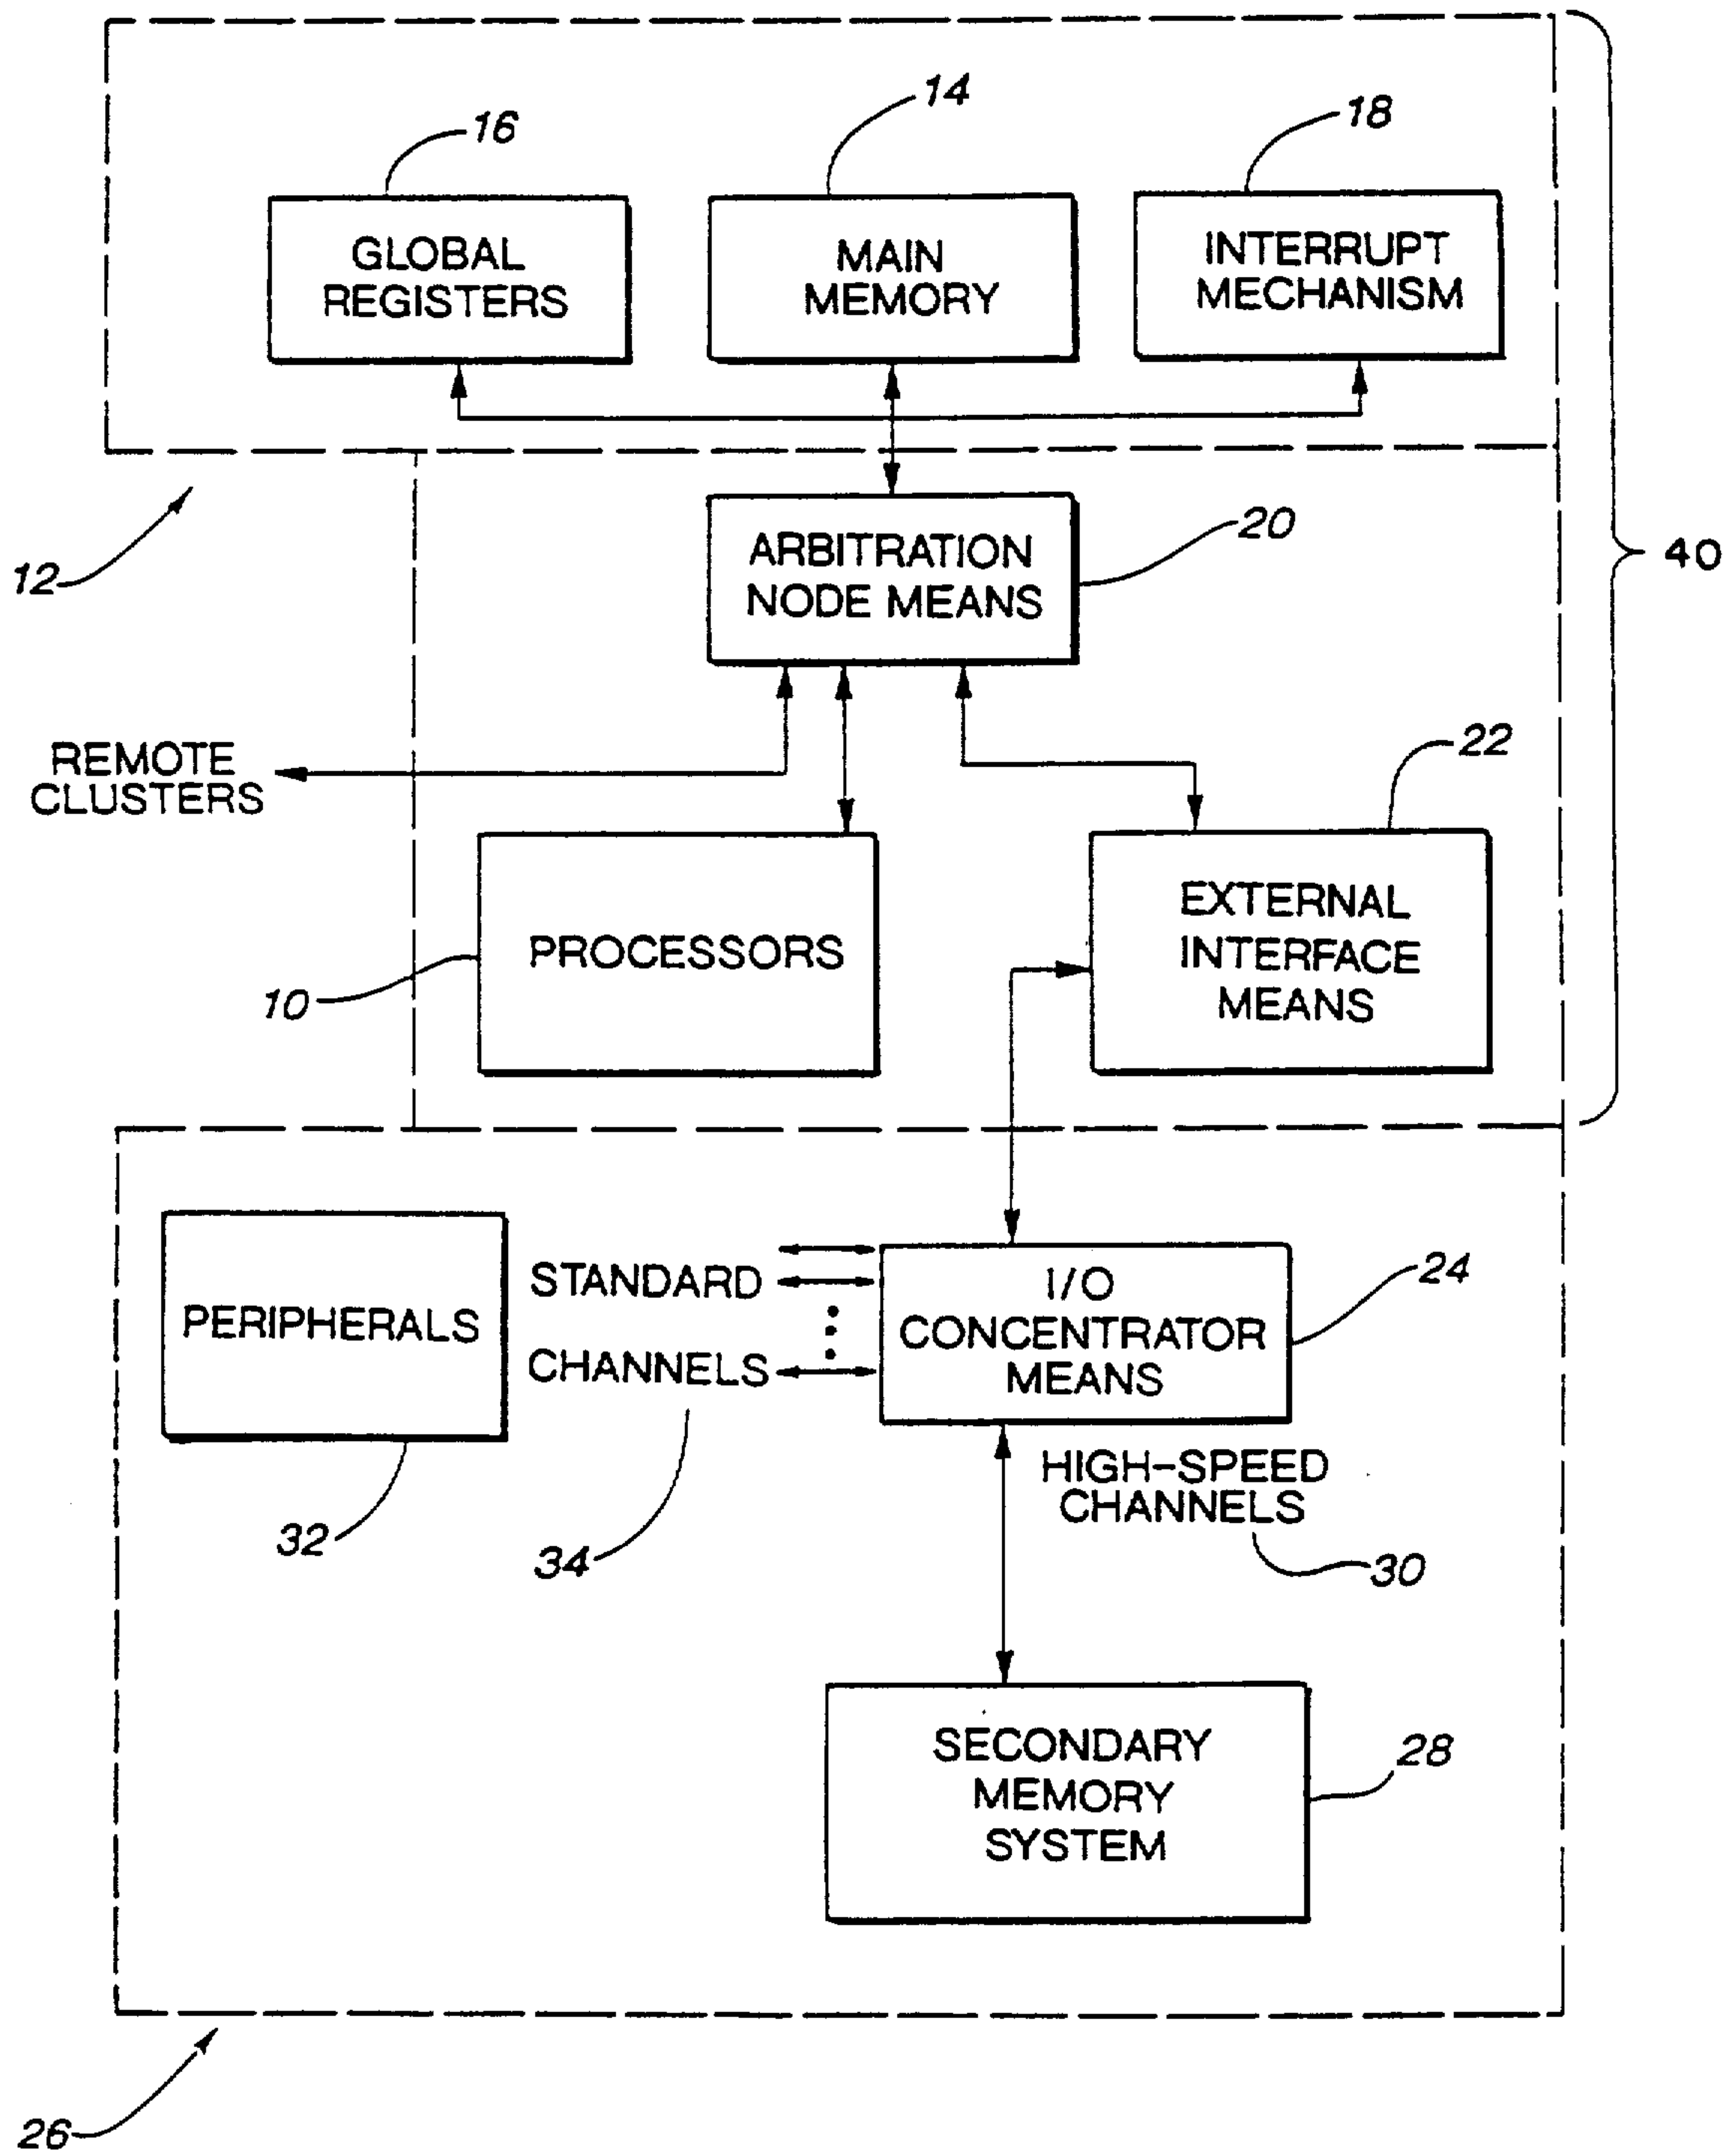 14
16
18
GLOBAL
REGISTERS
MAIN
MEMORY
INTERRUPT
MECHANISM
12
ARBITRATION
NODE MEANS
20
40
REMOTE
CLUSTERS
22
PROCESSORS
10
EXTERNAL
INTERFACE
MEANS
PERIPHERALS
32
STANDARD
CHANNELS
34
I/O
CONCENTRATOR
MEANS
24
HIGH-SPEED
CHANNELS
30
SECONDARY
MEMORY
SYSTEM
28
26